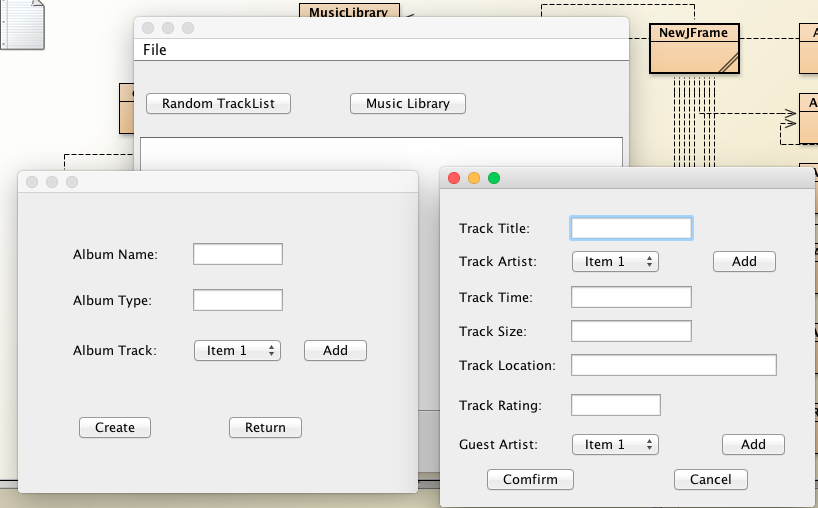 MusicLibrary
NewJFrame
File
Random TrackList
Music Library
Album Name:
Album Type:
Album Track: Item 1 Add
Create Return
Track Title:
Track Artist: Item 1 Add
Track Time:
Track Size:
Track Location:
Track Rating:
Guest Artist: Item 1 Add
Comfirm Cancel